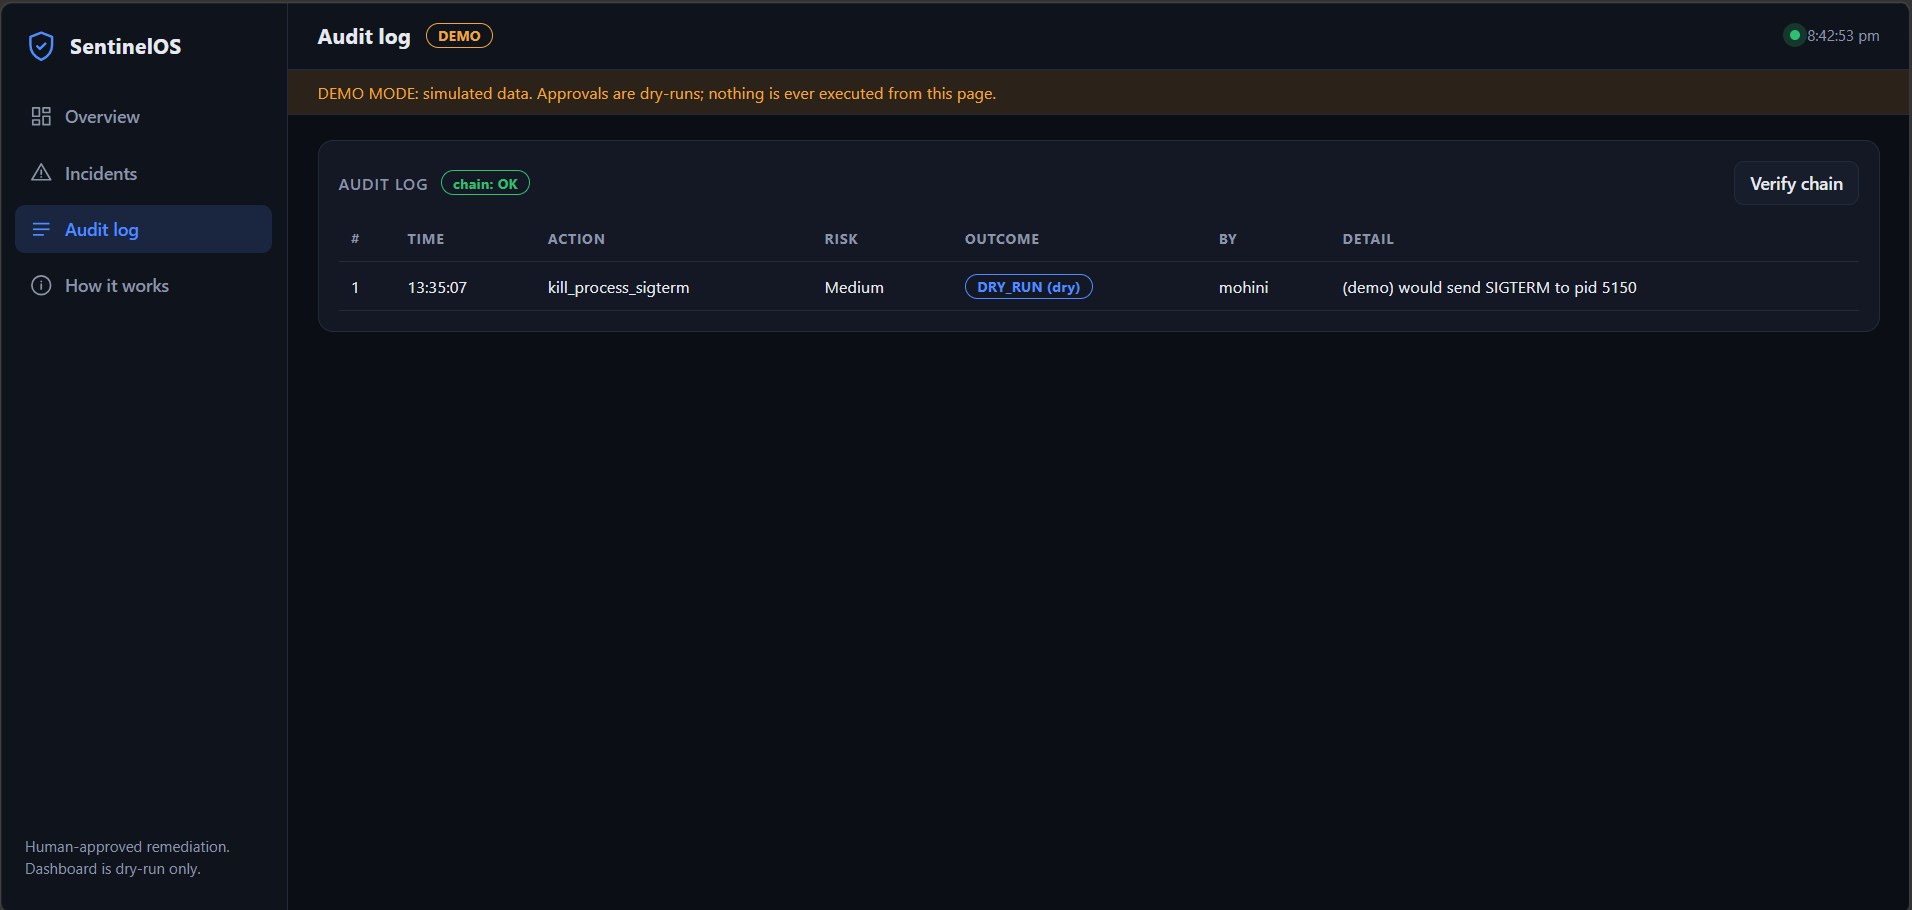 SentinelOS
Overview
Incidents
Audit log
How it works
Human-approved remediation.
Dashboard is dry-run only.
Audit log DEMO
8:42:53 pm
DEMO MODE: simulated data. Approvals are dry-runs; nothing is ever executed from this page.
AUDIT LOG chain: OK Verify chain
# TIME ACTION RISK OUTCOME BY DETAIL
1 13:35:07 kill_process_sigterm Medium DRY_RUN (dry) mohini (demo) would send SIGTERM to pid 5150